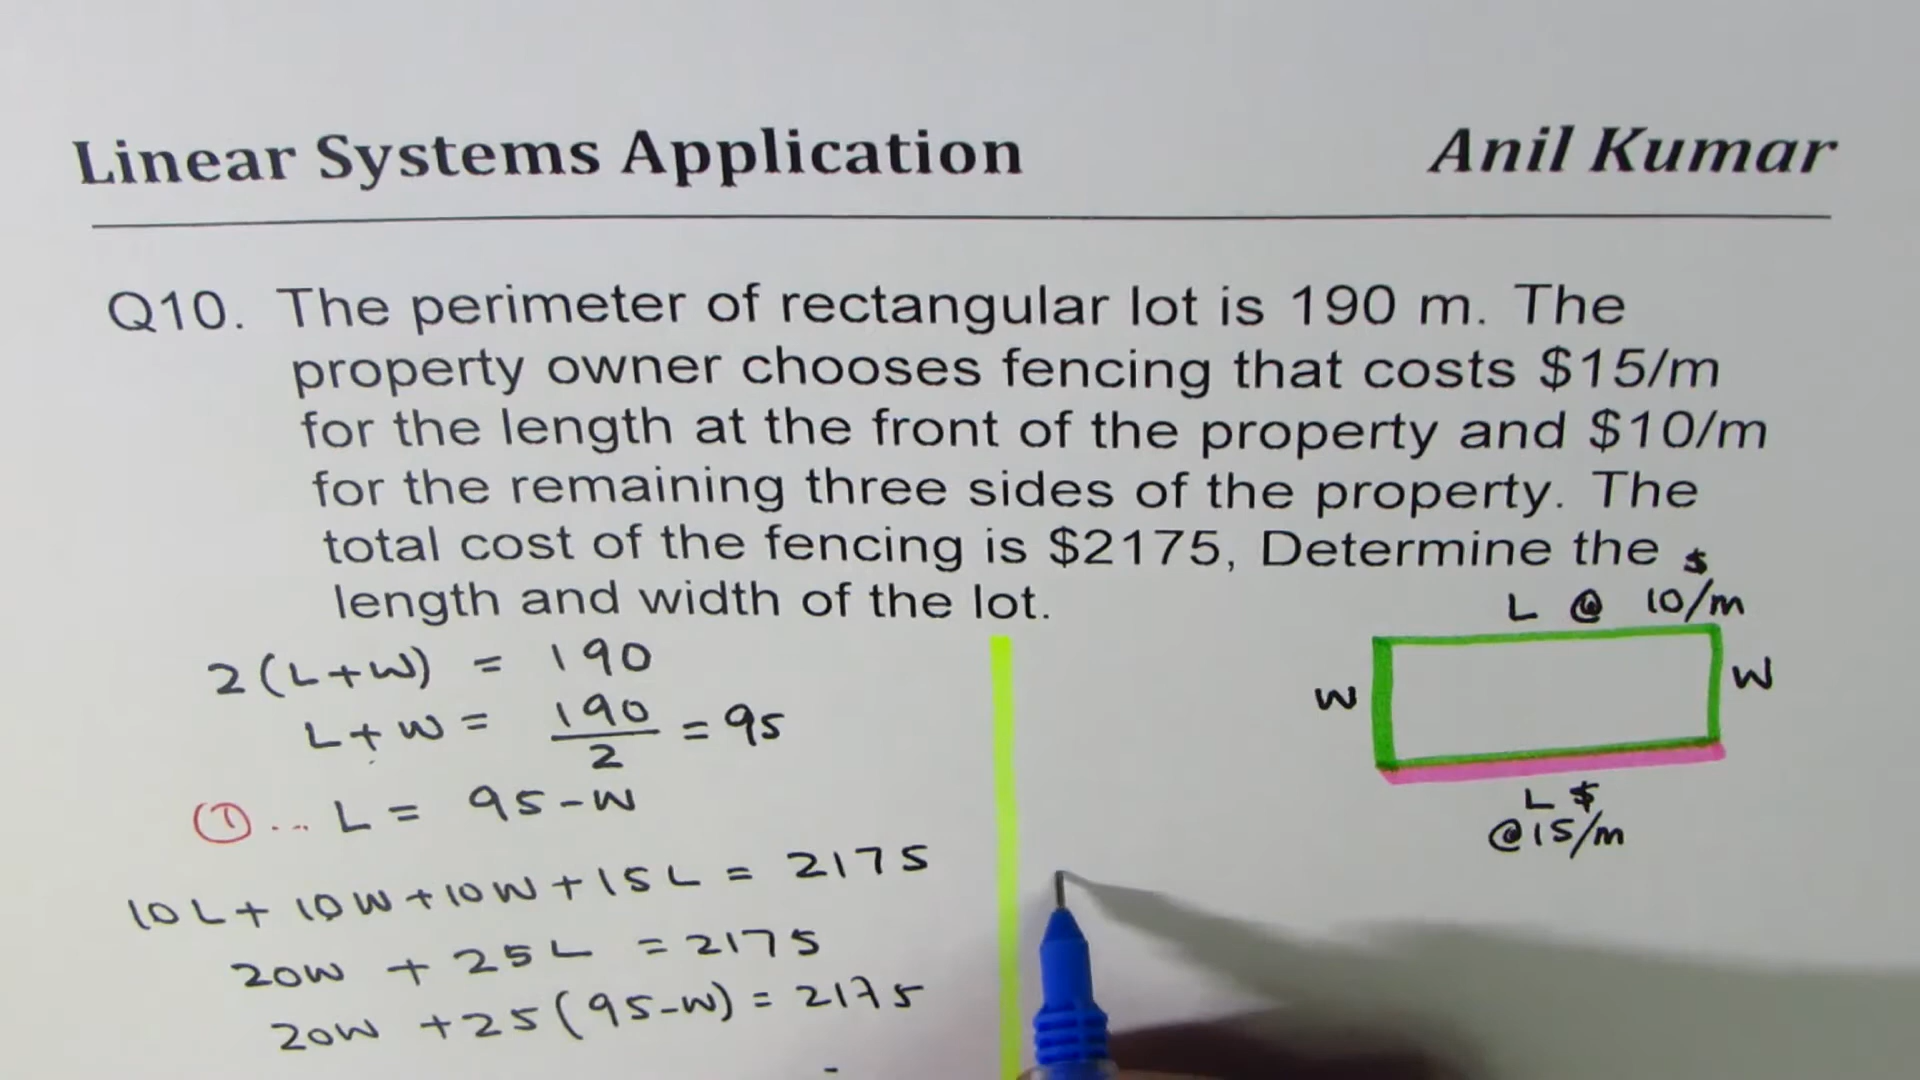 Linear Systems Application
Anil Kumar
Q10. The perimeter of rectangular lot is 190 m. The
property owner chooses fencing that costs $15/m
for the length at the front of the property and $10/m
for the remaining three sides of the property. The
total cost of the fencing is $2175, Determine the
length and width of the lot.
2(L+W) = 190
L+W = 190/2 = 95
① ... L = 95-W
10L + 10W + 10W + 15L = 2175
20W + 25L = 2175
20W + 25(95-W) = 2175
$
L @ 10/m
W
W
L $
@15/m